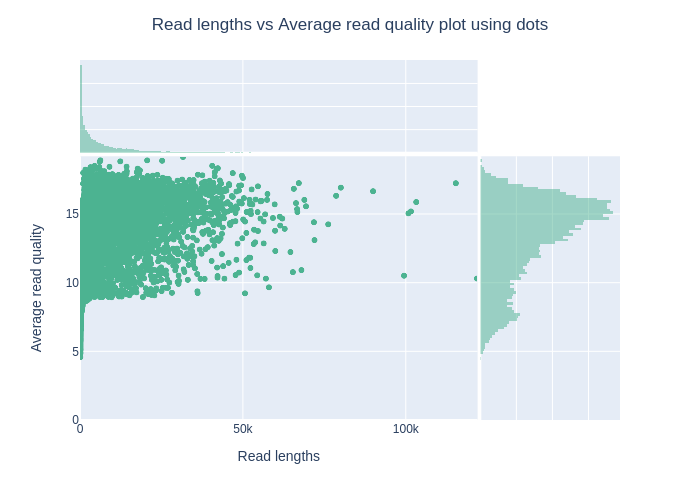 Read lengths vs Average read quality plot using dots
15
10
5
0
0
50k
100k
Average read quality
Read lengths